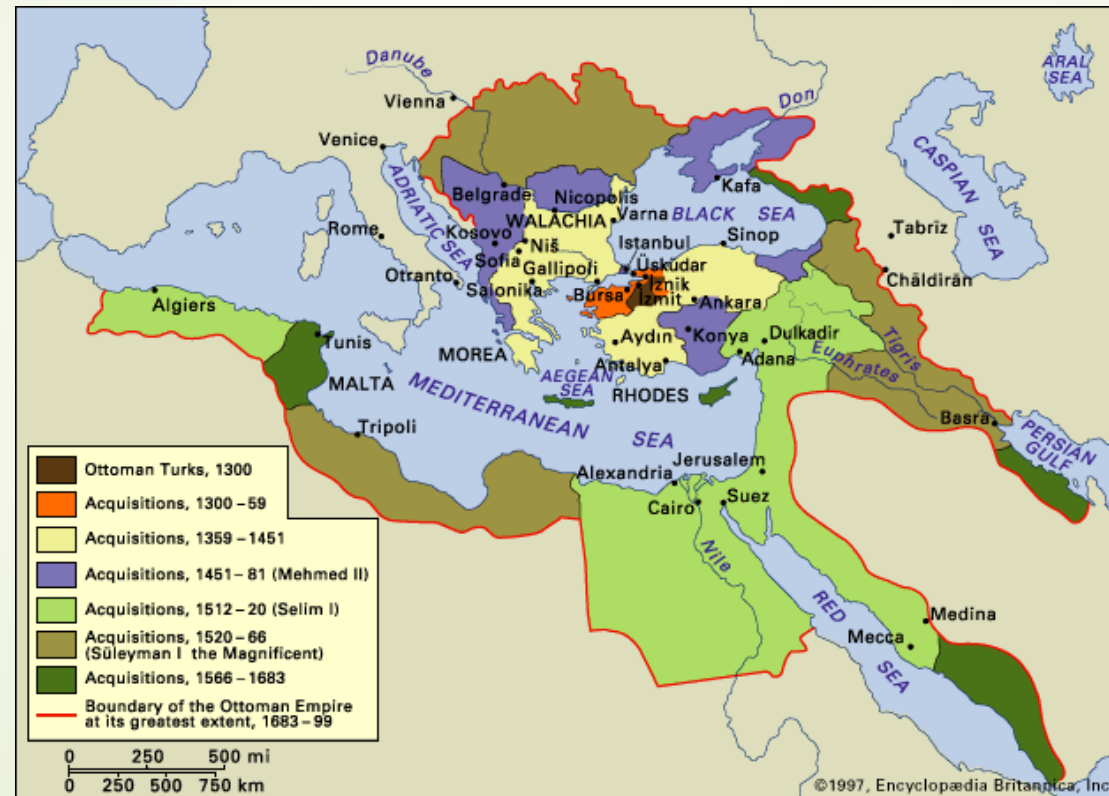 ARAL
SEA
Danube
Vienna
Don
Venice
CASPIAN
SEA
ADRIATIC SEA
Belgrade
Nicopolis
Kafa
WALACHIA
Varna
BLACK SEA
Tabrīz
Rome
Kosovo
Niš
Istanbul
Sinop
Sofia
Üsküdar
Chāldirān
Otranto
Gallipoli
İznik
Salonika
Bursa
İzmit
Ankara
Algiers
Tunis
Aydın
Konya
Dulkadir
Tigris
MOREA
Antalya
Adana
Euphrates
MALTA
AEGEAN
SEA
RHODES
MEDITERRANEAN SEA
Basra
PERSIAN
GULF
Tripoli
Jerusalem
Alexandria
Cairo
Suez
Nile
RED
SEA
Medina
Mecca
Ottoman Turks, 1300
Acquisitions, 1300–59
Acquisitions, 1359–1451
Acquisitions, 1451–81 (Mehmed II)
Acquisitions, 1512–20 (Selim I)
Acquisitions, 1520–66
(Süleyman I the Magnificent)
Acquisitions, 1566–1683
Boundary of the Ottoman Empire
at its greatest extent, 1683–99
0 250 500 mi
0 250 500 750 km
©1997, Encyclopædia Britannica, Inc